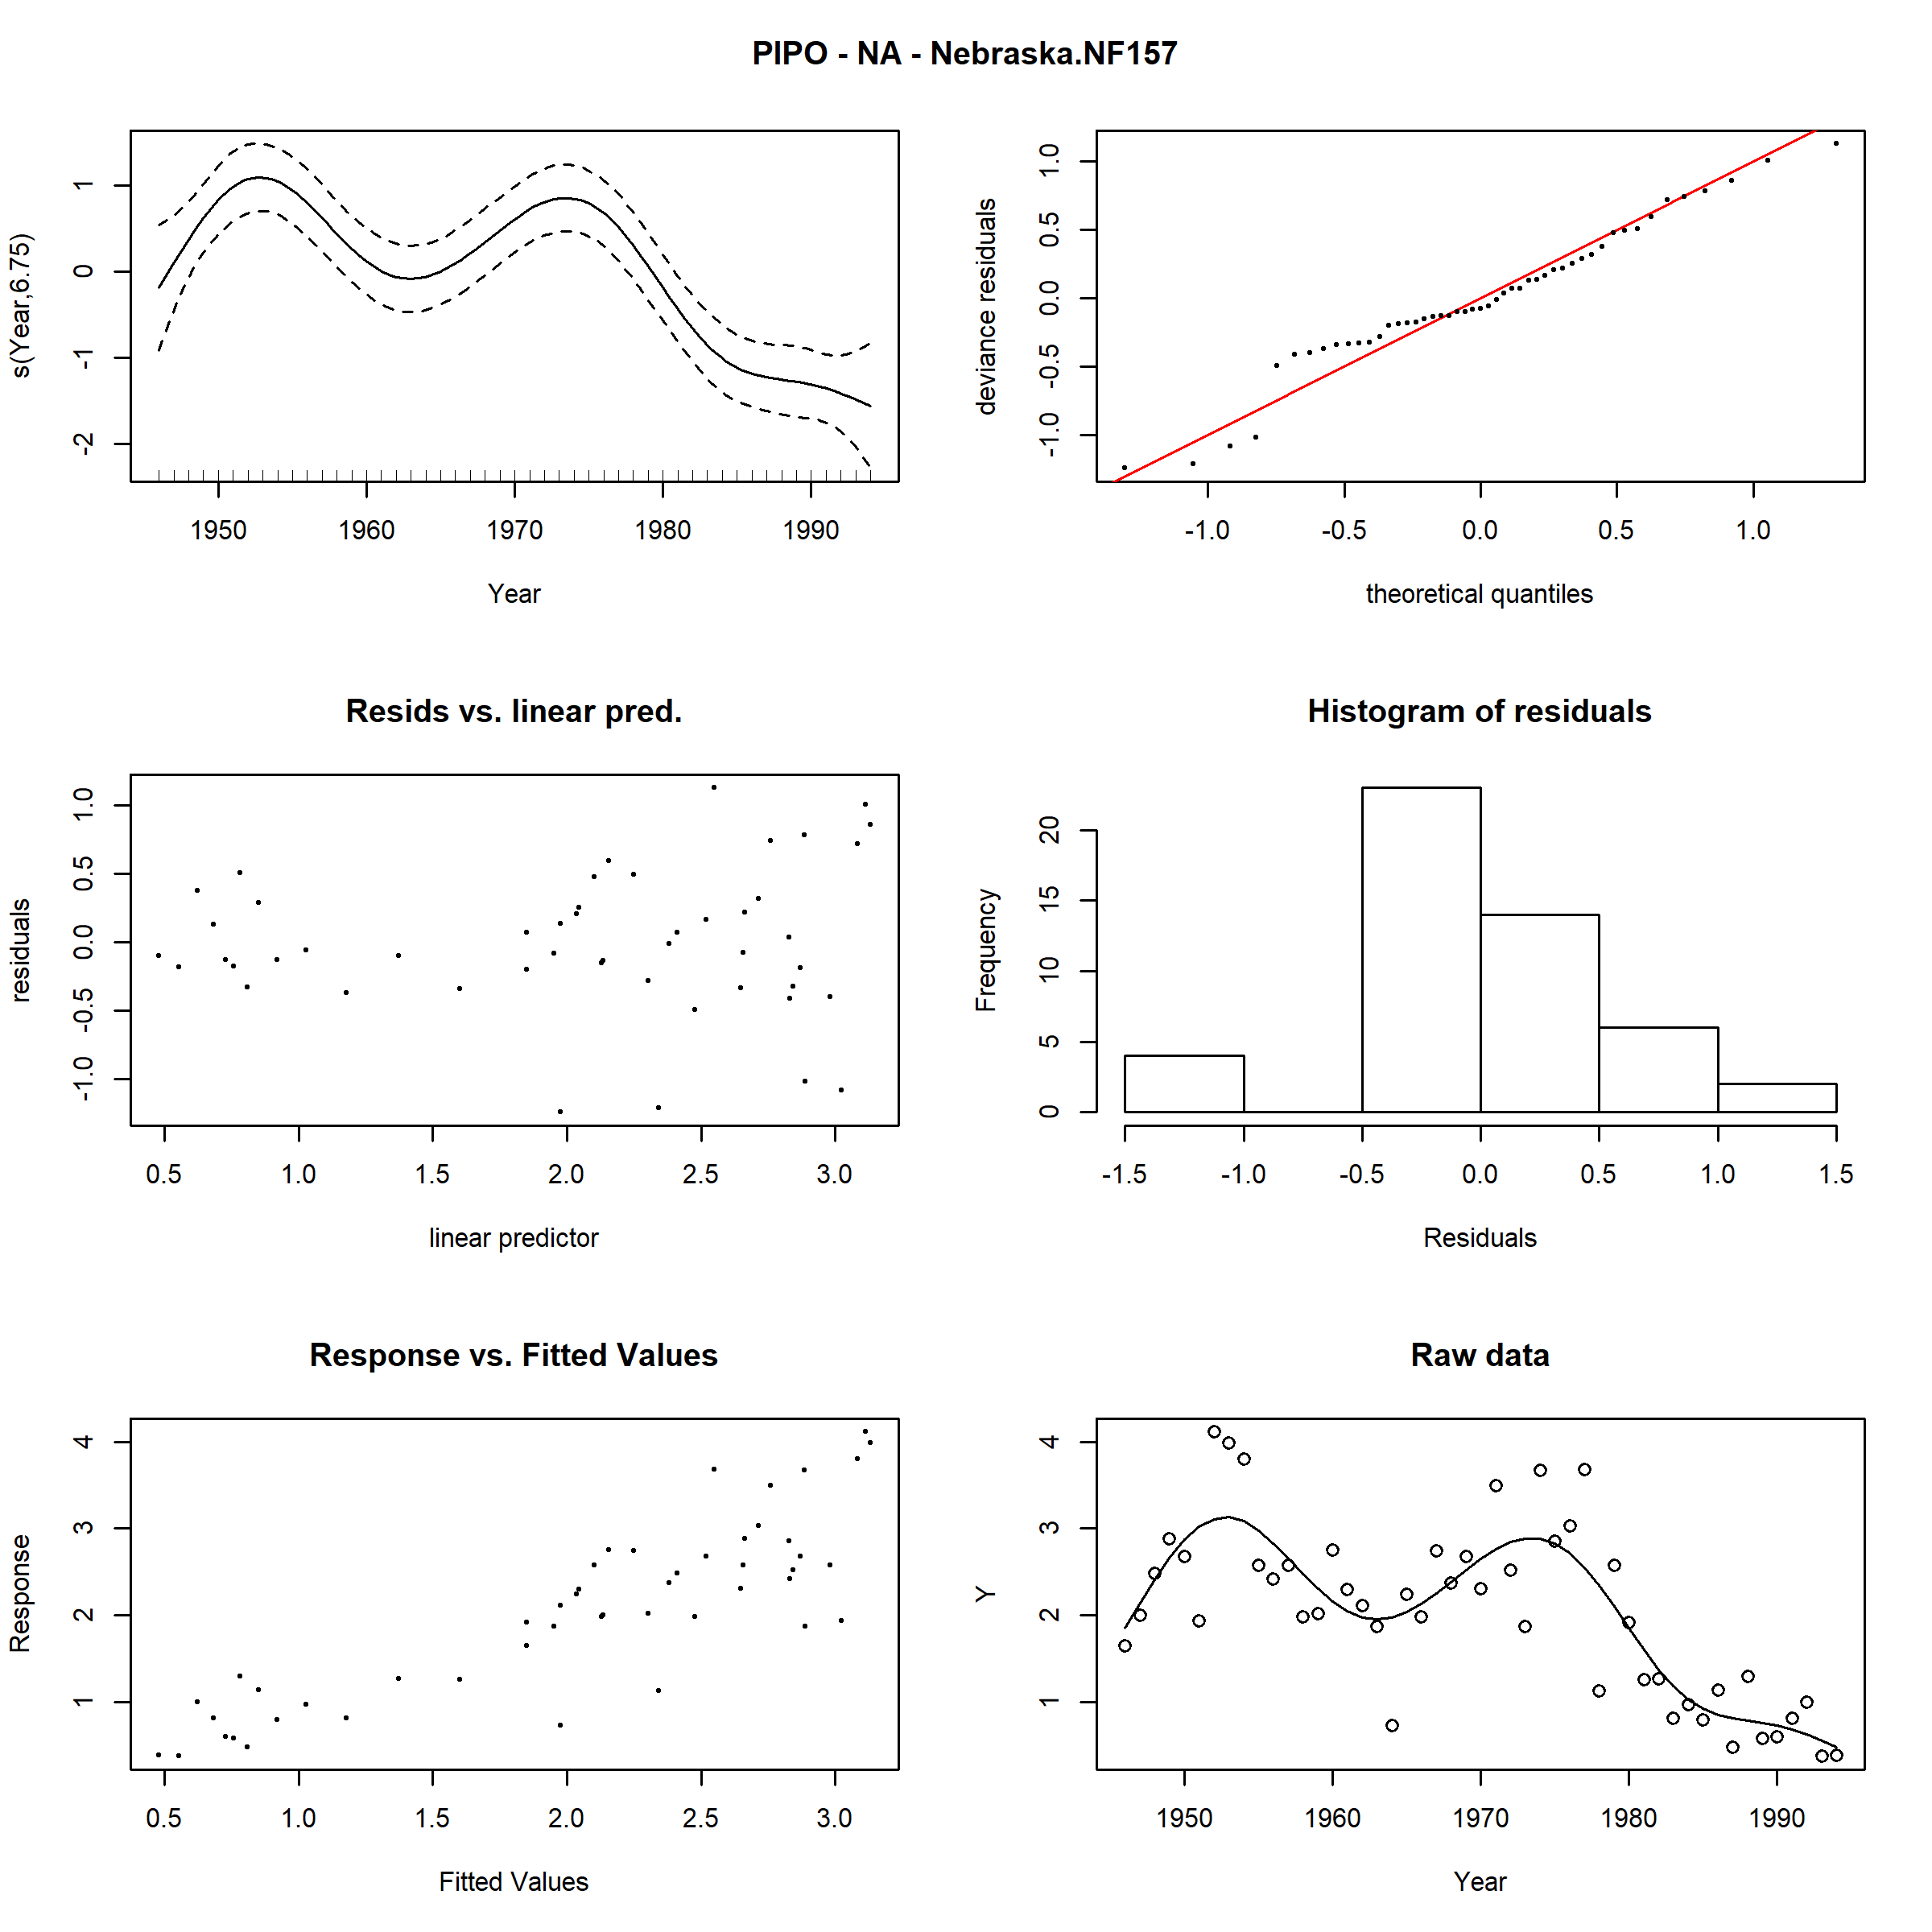 PIPO - NA - Nebraska.NF157
s(Year,6.75)
1
0
-1
-2
1950 1960 1970 1980 1990
Year
deviance residuals
1.0
0.5
0.0
-0.5
-1.0
-1.0 -0.5 0.0 0.5 1.0
theoretical quantiles
Resids vs. linear pred.
residuals
1.0
0.5
0.0
-0.5
-1.0
0.5 1.0 1.5 2.0 2.5 3.0
linear predictor
Histogram of residuals
Frequency
20
15
10
5
0
-1.5 -1.0 -0.5 0.0 0.5 1.0 1.5
Residuals
Response vs. Fitted Values
Response
4
3
2
1
0.5 1.0 1.5 2.0 2.5 3.0
Fitted Values
Raw data
Y
4
3
2
1
1950 1960 1970 1980 1990
Year